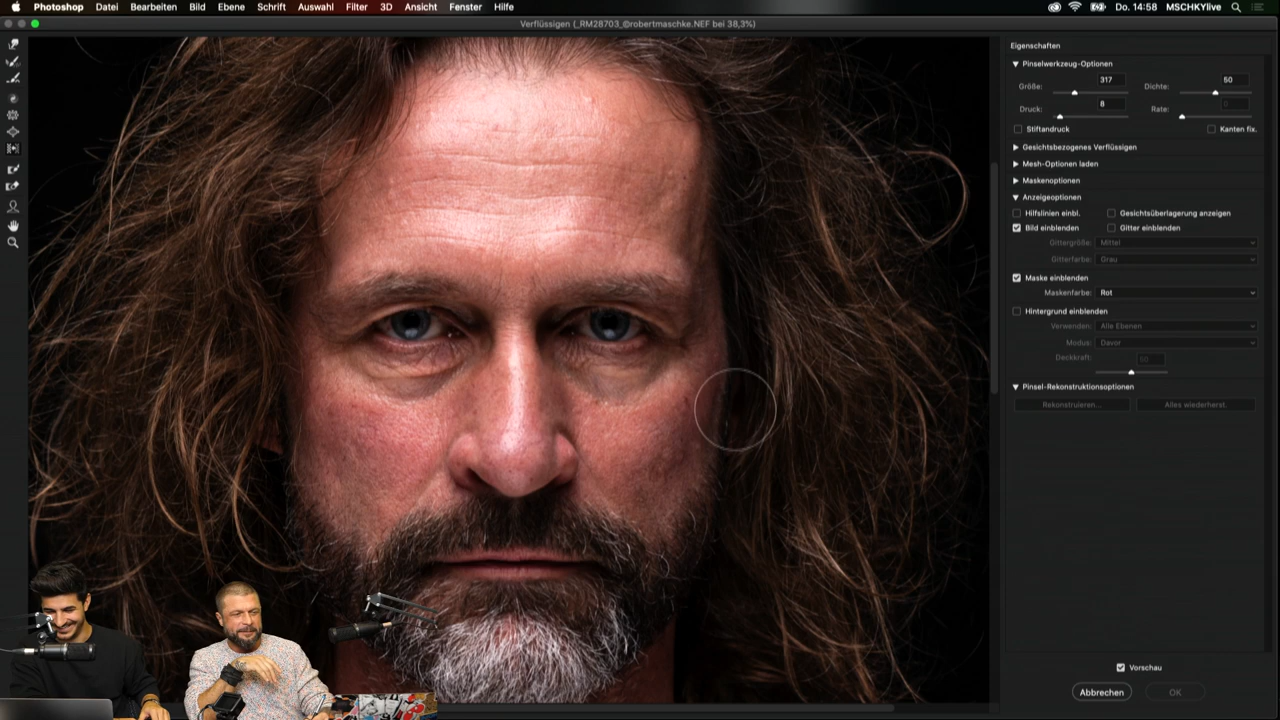 Photoshop Datei Bearbeiten Bild Ebene Schrift Auswahl Filter 3D Ansicht Fenster Hilfe Do. 14:58 MSCHKYlive
Verflüssigen (_RM28703_©robertmaschke.NEF bei 38,3%)
Eigenschaften
Pinselwerkzeug-Optionen
Größe: 317 Dichte: 50
Druck: 8 Rate: 0
Stiftandruck Kanten fix.
Gesichtsbezogenes Verflüssigen
Mesh-Optionen laden
Maskenoptionen
Anzeigeoptionen
Hilfslinien einbl. Gesichtsüberlagerung anzeigen
Bild einblenden Gitter einblenden
Gittergröße: Mittel
Gitterfarbe: Grau
Maske einblenden
Maskenfarbe: Rot
Hintergrund einblenden
Verwenden: Alle Ebenen
Modus: Davor
Deckkraft: 50
Pinsel-Rekonstruktionsoptionen
Rekonstruieren... Alles wiederherst.
Vorschau
Abbrechen OK